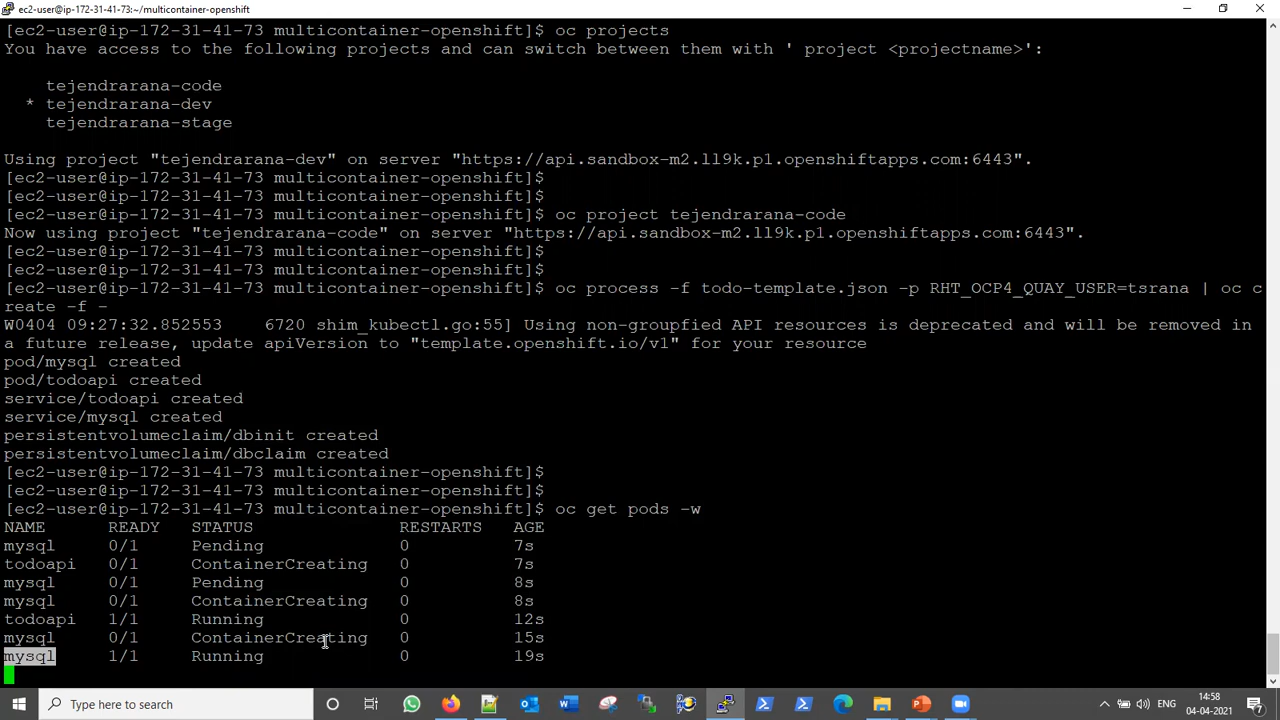 ec2-user@ip-172-31-41-73:~/multicontainer-openshift
[ec2-user@ip-172-31-41-73 multicontainer-openshift]$ oc projects
You have access to the following projects and can switch between them with ' project <projectname>':
tejendrarana-code
* tejendrarana-dev
tejendrarana-stage
Using project "tejendrarana-dev" on server "https://api.sandbox-m2.ll9k.p1.openshiftapps.com:6443".
[ec2-user@ip-172-31-41-73 multicontainer-openshift]$
[ec2-user@ip-172-31-41-73 multicontainer-openshift]$
[ec2-user@ip-172-31-41-73 multicontainer-openshift]$ oc project tejendrarana-code
Now using project "tejendrarana-code" on server "https://api.sandbox-m2.ll9k.p1.openshiftapps.com:6443".
[ec2-user@ip-172-31-41-73 multicontainer-openshift]$
[ec2-user@ip-172-31-41-73 multicontainer-openshift]$
[ec2-user@ip-172-31-41-73 multicontainer-openshift]$ oc process -f todo-template.json -p RHT_OCP4_QUAY_USER=tsrana | oc c
reate -f -
W0404 09:27:32.852553    6720 shim_kubectl.go:55] Using non-groupfied API resources is deprecated and will be removed in
a future release, update apiVersion to "template.openshift.io/v1" for your resource
pod/mysql created
pod/todoapi created
service/todoapi created
service/mysql created
persistentvolumeclaim/dbinit created
persistentvolumeclaim/dbclaim created
[ec2-user@ip-172-31-41-73 multicontainer-openshift]$
[ec2-user@ip-172-31-41-73 multicontainer-openshift]$
[ec2-user@ip-172-31-41-73 multicontainer-openshift]$ oc get pods -w
NAME      READY   STATUS              RESTARTS   AGE
mysql     0/1     Pending             0          7s
todoapi   0/1     ContainerCreating   0          7s
mysql     0/1     Pending             0          8s
mysql     0/1     ContainerCreating   0          8s
todoapi   1/1     Running             0          12s
mysql     0/1     ContainerCreating   0          15s
mysql     1/1     Running             0          19s
Type here to search
ENG
14:58
04-04-2021